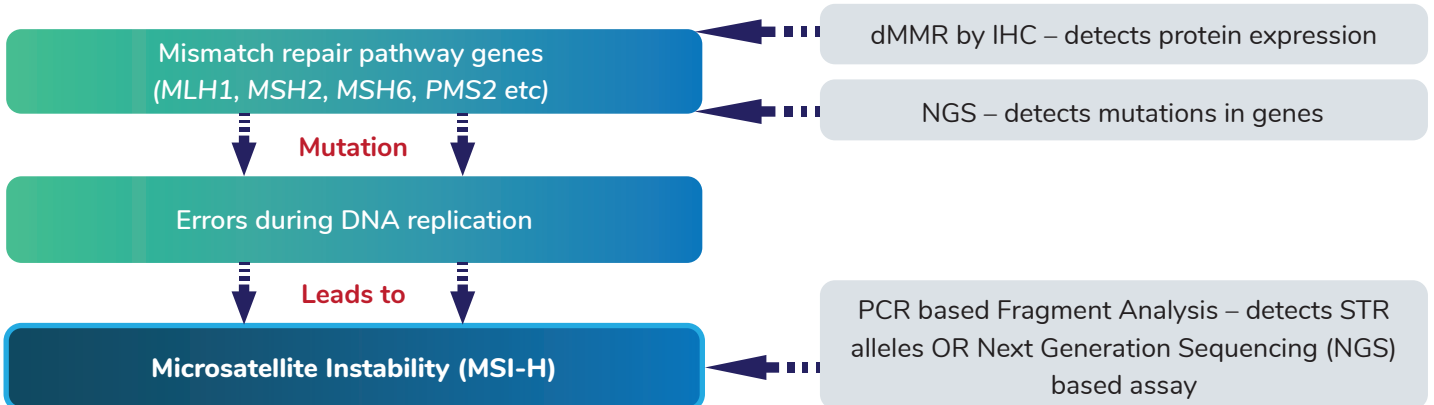 Mismatch repair pathway genes
(MLH1, MSH2, MSH6, PMS2 etc)
dMMR by IHC – detects protein expression
NGS – detects mutations in genes
Mutation
Errors during DNA replication
Leads to
Microsatellite Instability (MSI-H)
PCR based Fragment Analysis – detects STR
alleles OR Next Generation Sequencing (NGS)
based assay